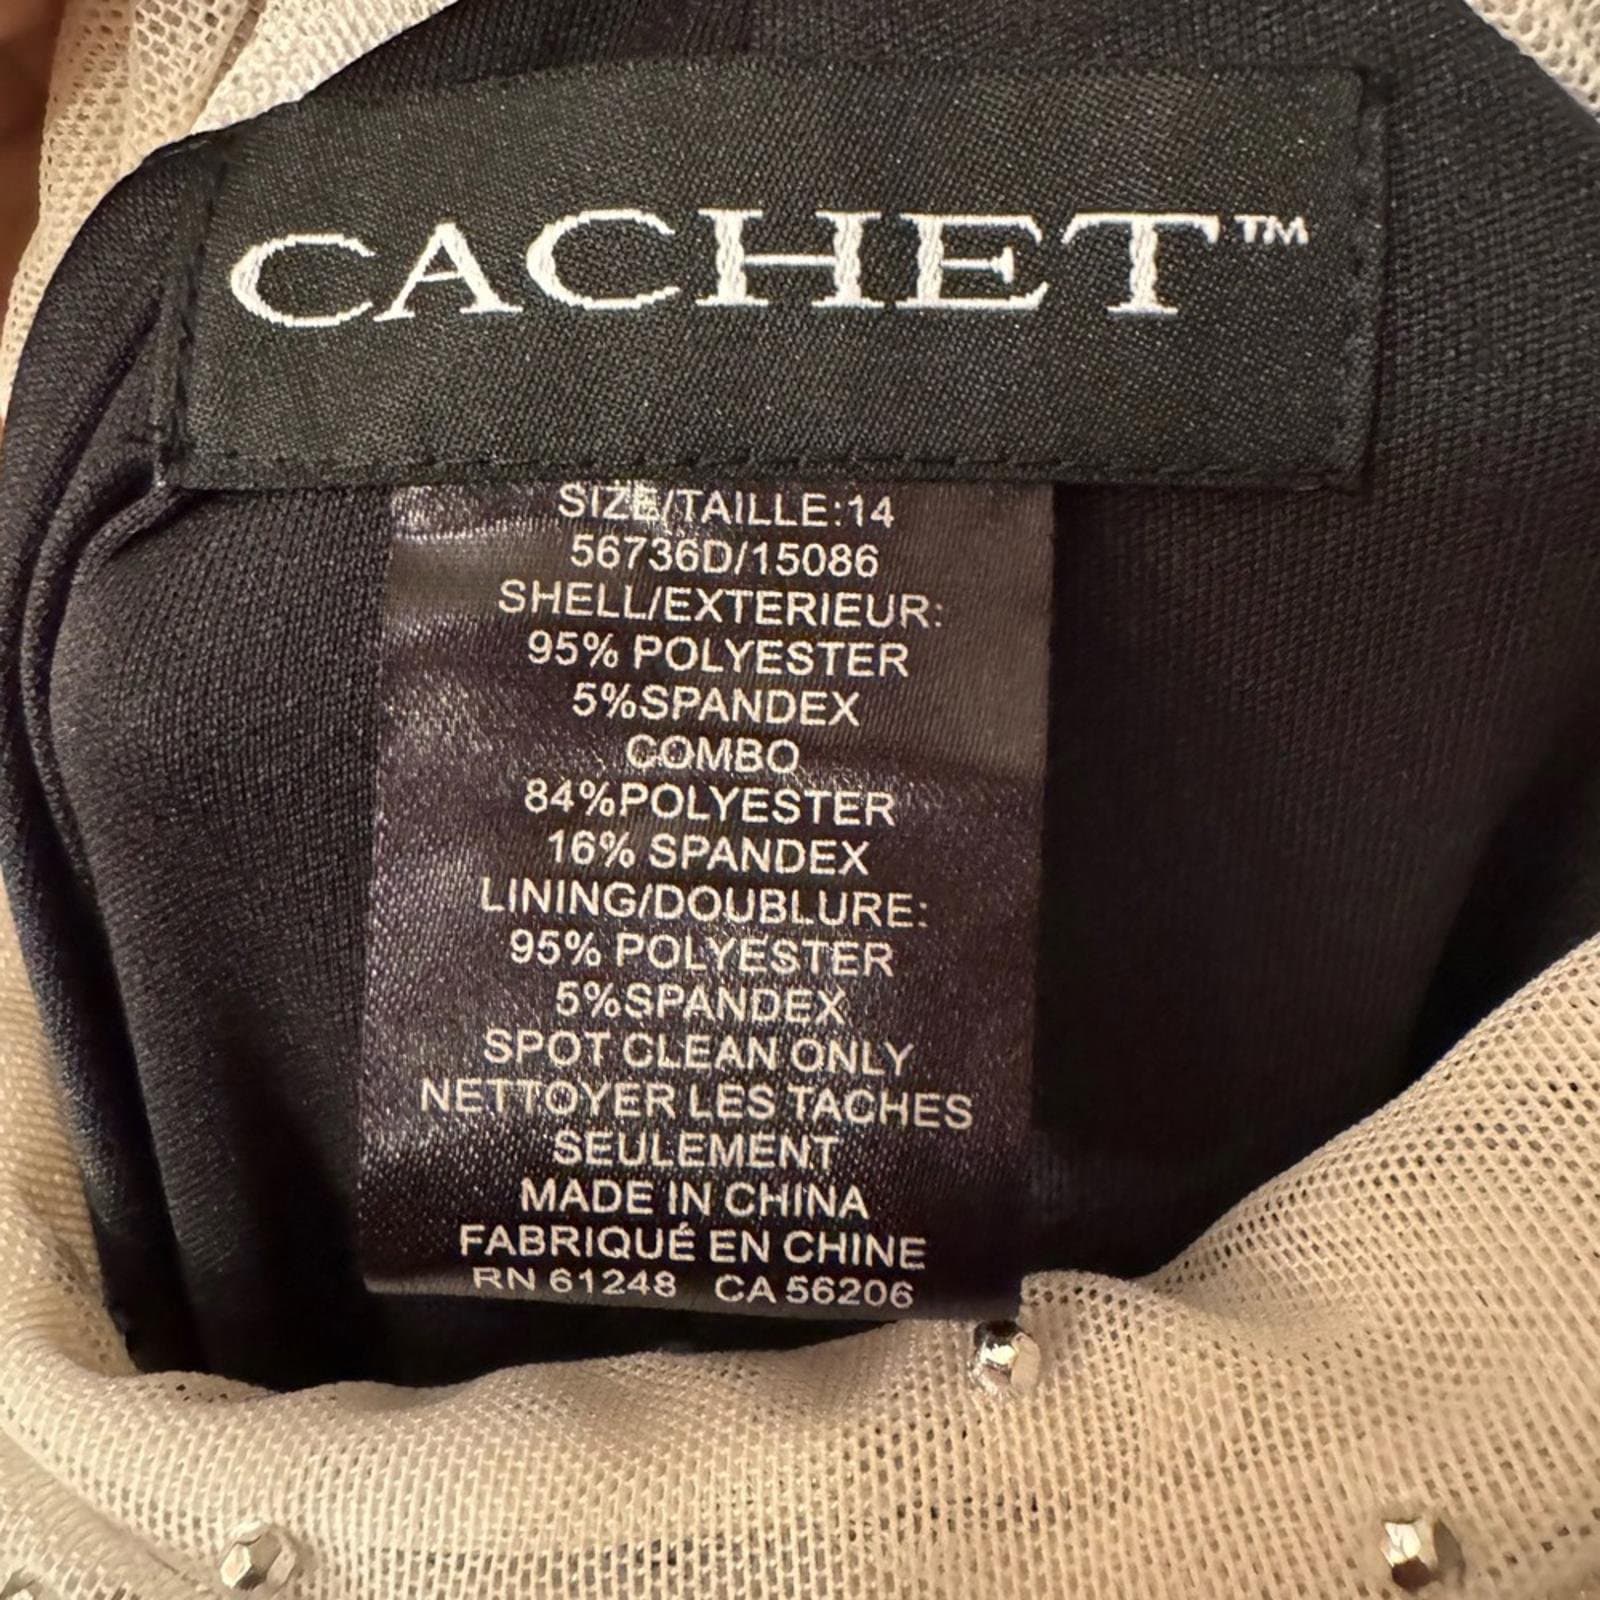 CACHET™
SIZE/TAILLE:14
56736D/15086
SHELL/EXTERIEUR:
95% POLYESTER
5%SPANDEX
COMBO
84%POLYESTER
16% SPANDEX
LINING/DOUBLURE:
95% POLYESTER
5%SPANDEX
SPOT CLEAN ONLY
NETTOYER LES TACHES
SEULEMENT
MADE IN CHINA
FABRIQUÉ EN CHINE
RN 61248 CA 56206